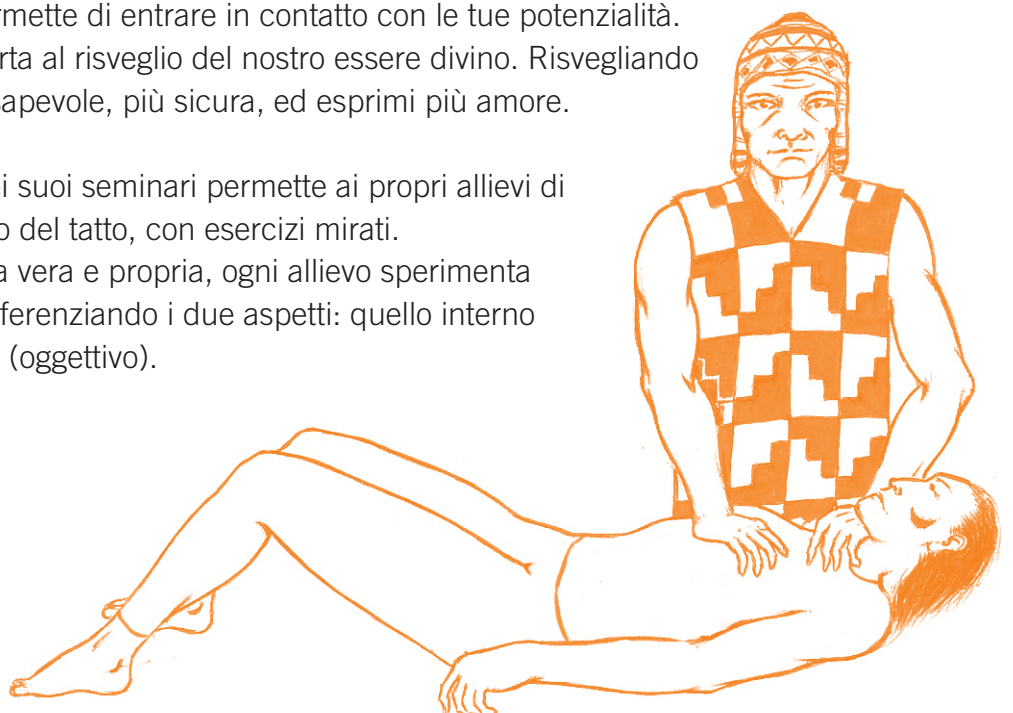 rmette di entrare in contatto con le tue potenzialità.
rta al risveglio del nostro essere divino. Risvegliando
sapevole, più sicura, ed esprimi più amore.
ei suoi seminari permette ai propri allievi di
o del tatto, con esercizi mirati.
a vera e propria, ogni allievo sperimenta
ferenziando i due aspetti: quello interno
(oggettivo).